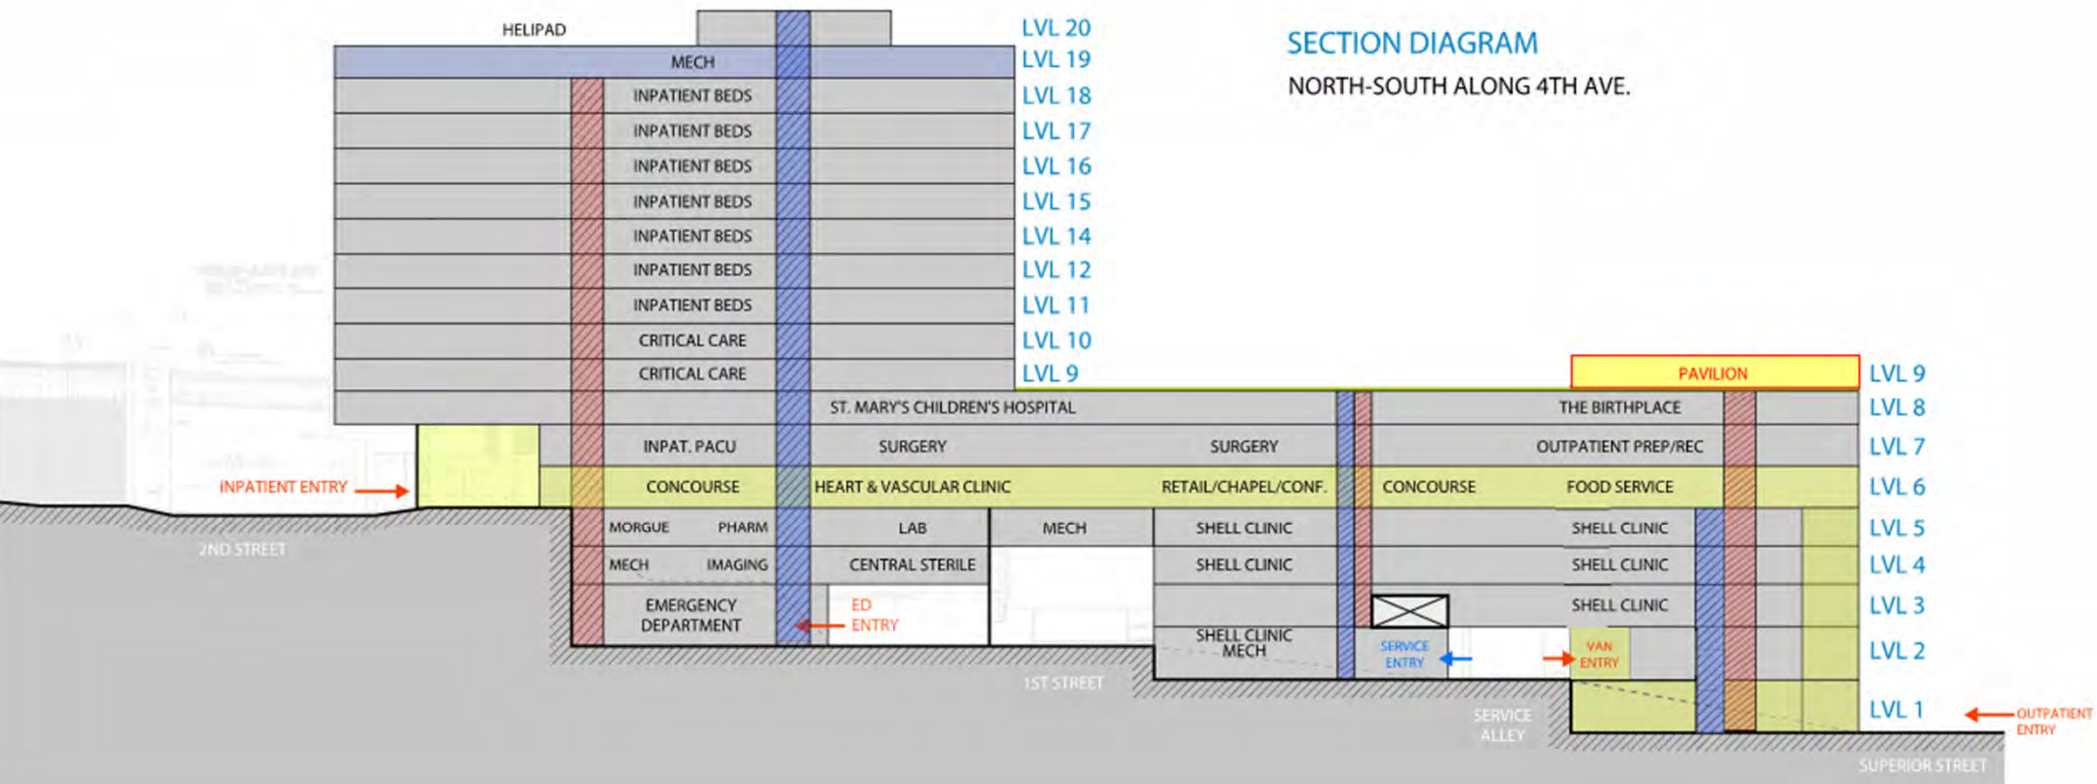 HELIPAD
LVL 20
SECTION DIAGRAM
MECH
LVL 19
NORTH-SOUTH ALONG 4TH AVE.
INPATIENT BEDS
LVL 18
INPATIENT BEDS
LVL 17
INPATIENT BEDS
LVL 16
INPATIENT BEDS
LVL 15
INPATIENT BEDS
LVL 14
INPATIENT BEDS
LVL 12
INPATIENT BEDS
LVL 11
CRITICAL CARE
LVL 10
CRITICAL CARE
LVL 9
PAVILION
LVL 9
ST. MARY'S CHILDREN'S HOSPITAL
THE BIRTHPLACE
LVL 8
INPAT. PACU
SURGERY
SURGERY
OUTPATIENT PREP/REC
LVL 7
INPATIENT ENTRY
CONCOURSE
HEART & VASCULAR CLINIC
RETAIL/CHAPEL/CONF.
CONCOURSE
FOOD SERVICE
LVL 6
MORGUE
PHARM
LAB
MECH
SHELL CLINIC
SHELL CLINIC
LVL 5
2ND STREET
MECH
IMAGING
CENTRAL STERILE
SHELL CLINIC
SHELL CLINIC
LVL 4
EMERGENCY
DEPARTMENT
ED
ENTRY
SHELL CLINIC
LVL 3
SHELL CLINIC
MECH
SERVICE
ENTRY
VAN
ENTRY
LVL 2
1ST STREET
SERVICE
ALLEY
LVL 1
OUTPATIENT
ENTRY
SUPERIOR STREET